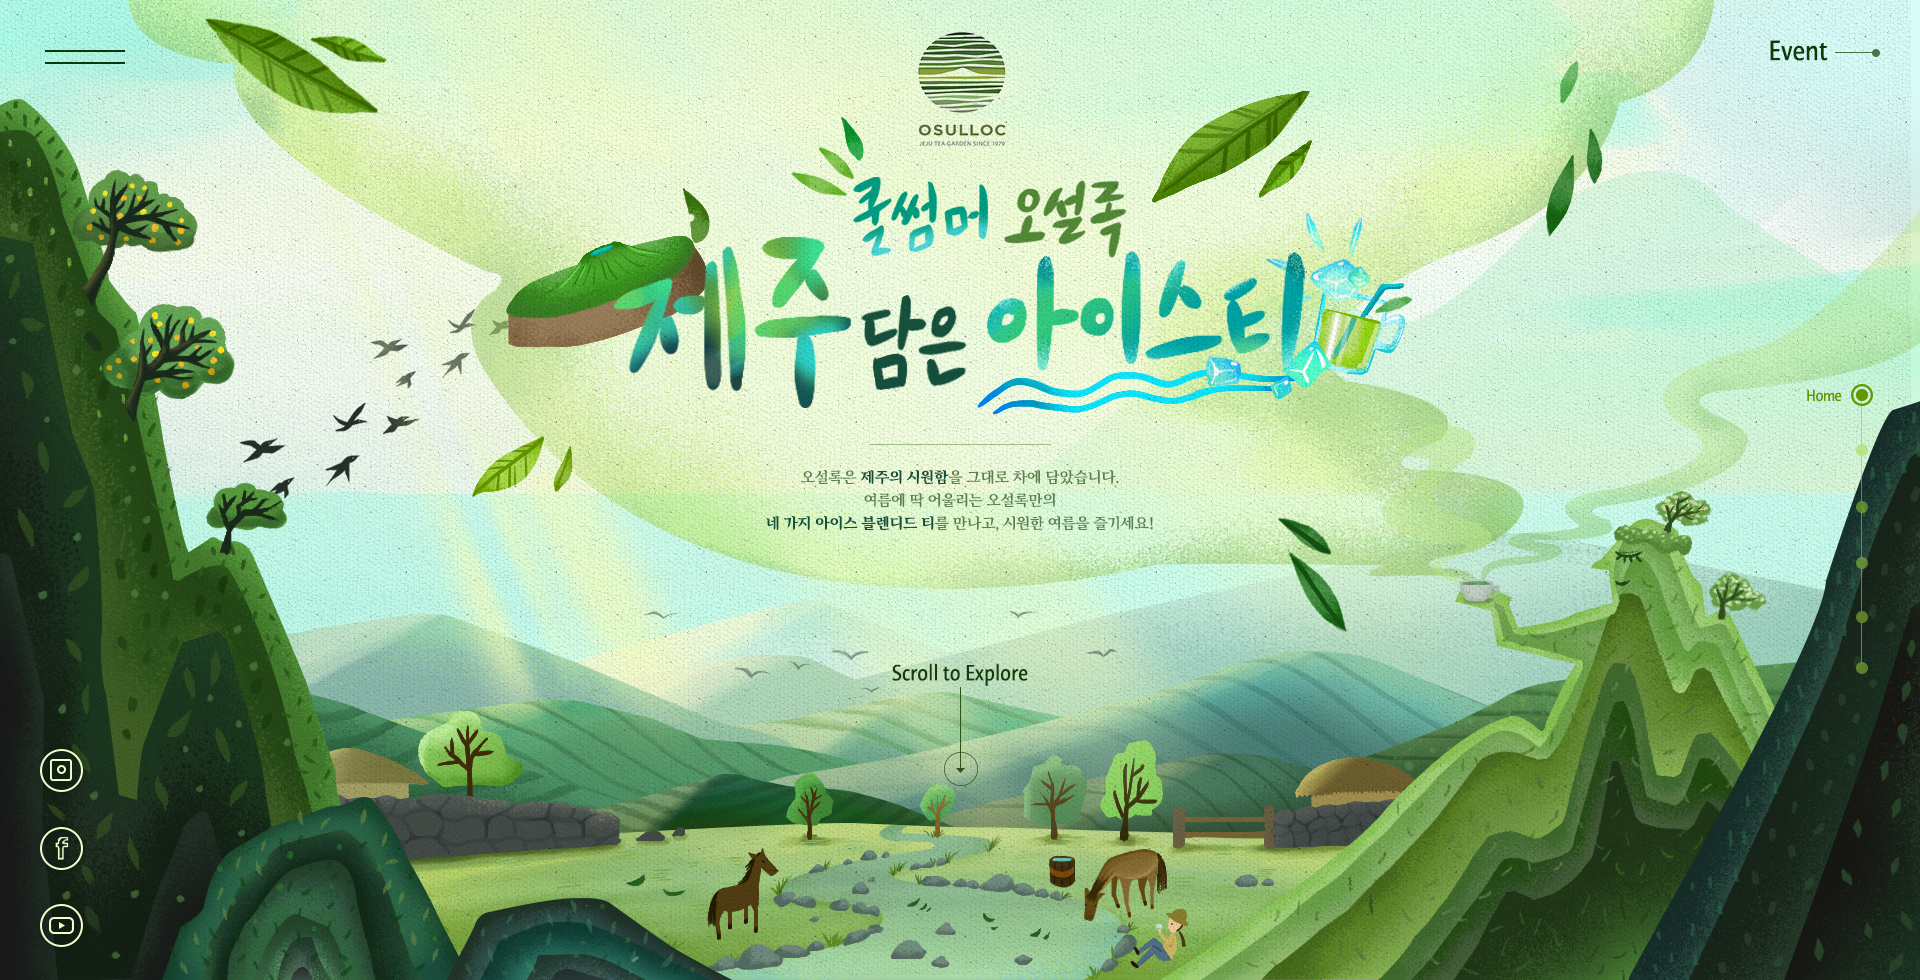 Event
OSULLOC
JEJU TEA GARDEN SINCE 1979
쿨썸머 오설록
제주 담은 아이스티
Home
오설록은 제주의 시원함을 그대로 차에 담았습니다.
여름에 딱 어울리는 오설록만의
네 가지 아이스 블렌디드 티를 만나고, 시원한 여름을 즐기세요!
Scroll to Explore